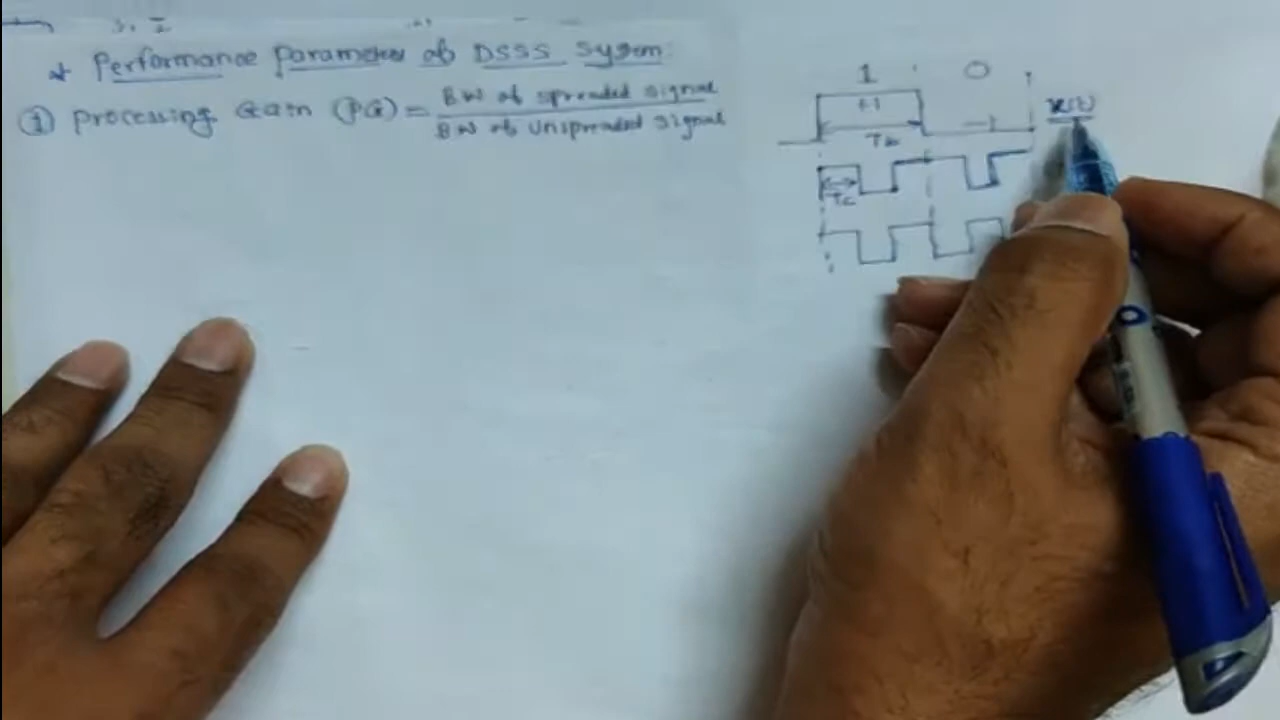 * Performance Parameter of DSSS System:
① Processing Gain (PG) = BW of spreaded signal
BW of Unspreaded Signal
1 0
+1 -1 x(t)
Tb
Tc